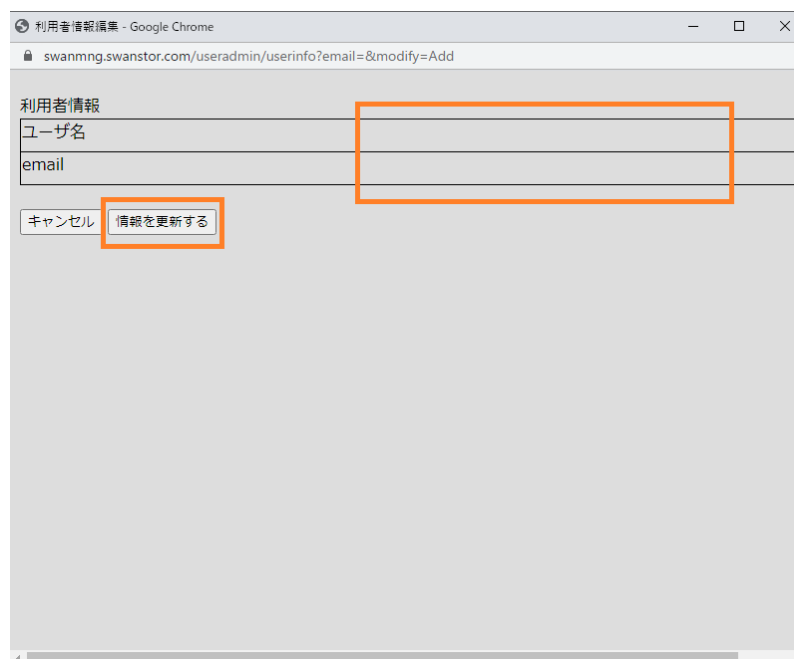 利用者情報編集 - Google Chrome
swanmng.swanstor.com/useradmin/userinfo?email=&modify=Add
利用者情報
ユーザ名
email
キャンセル 情報を更新する